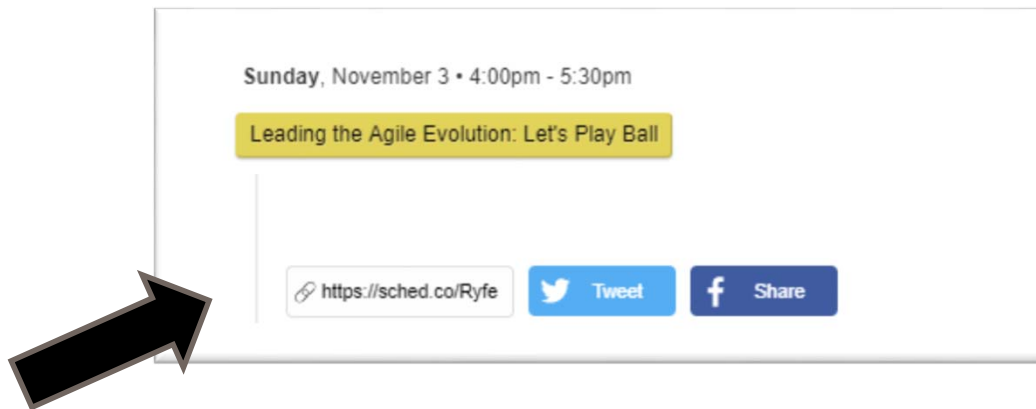 Sunday, November 3 • 4:00pm - 5:30pm
Leading the Agile Evolution: Let's Play Ball
https://sched.co/Ryfe Tweet Share